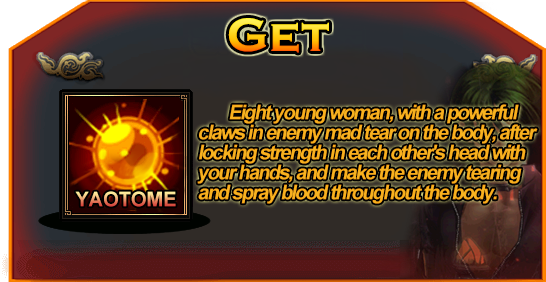 GET
YAOTOME
Eight young woman, with a powerful
claws in enemy mad tear on the body, after
locking strength in each other's head with
your hands, and make the enemy tearing
and spray blood throughout the body.